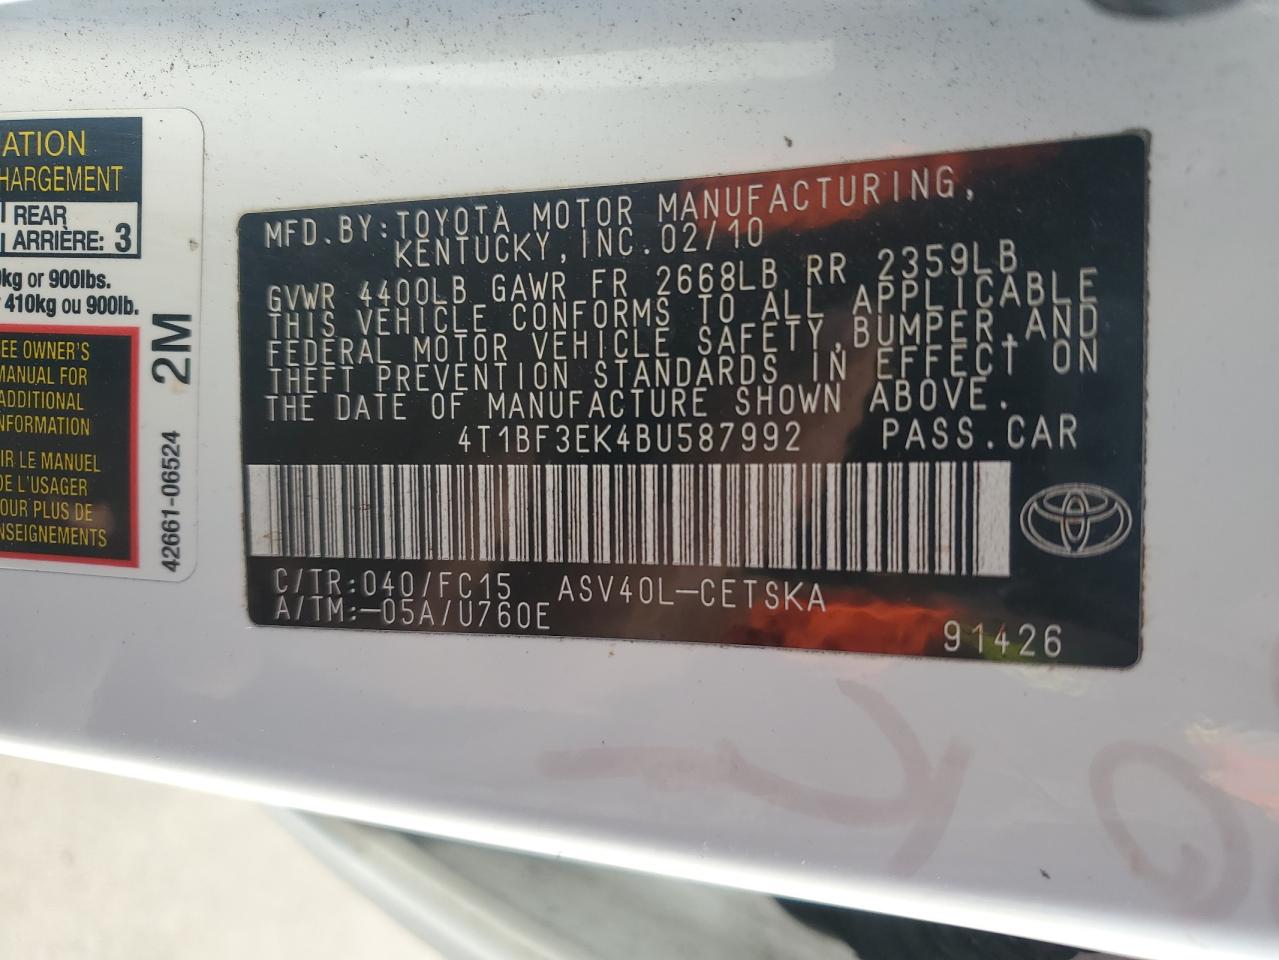 ATION
HARGEMENT
REAR
ARRIÈRE: 3
kg or 900lbs.
410kg ou 900lb.
EE OWNER'S
MANUAL FOR
ADDITIONAL
NFORMATION
IR LE MANUEL
DE L'USAGER
POUR PLUS DE
NSEIGNEMENTS
42661-06524 2M
MFD.BY:TOYOTA MOTOR MANUFACTURING,
KENTUCKY,INC.02/10
GVWR 4400LB GAWR FR 2668LB RR 2359LB
THIS VEHICLE CONFORMS TO ALL APPLICABLE
FEDERAL MOTOR VEHICLE SAFETY,BUMPER,AND
THEFT PREVENTION STANDARDS IN EFFECT ON
THE DATE OF MANUFACTURE SHOWN ABOVE.
4T1BF3EK4BU587992 PASS.CAR
C/TR:040/FC15 ASV40L-CETSKA
A/TM:-05A/U760E
91426